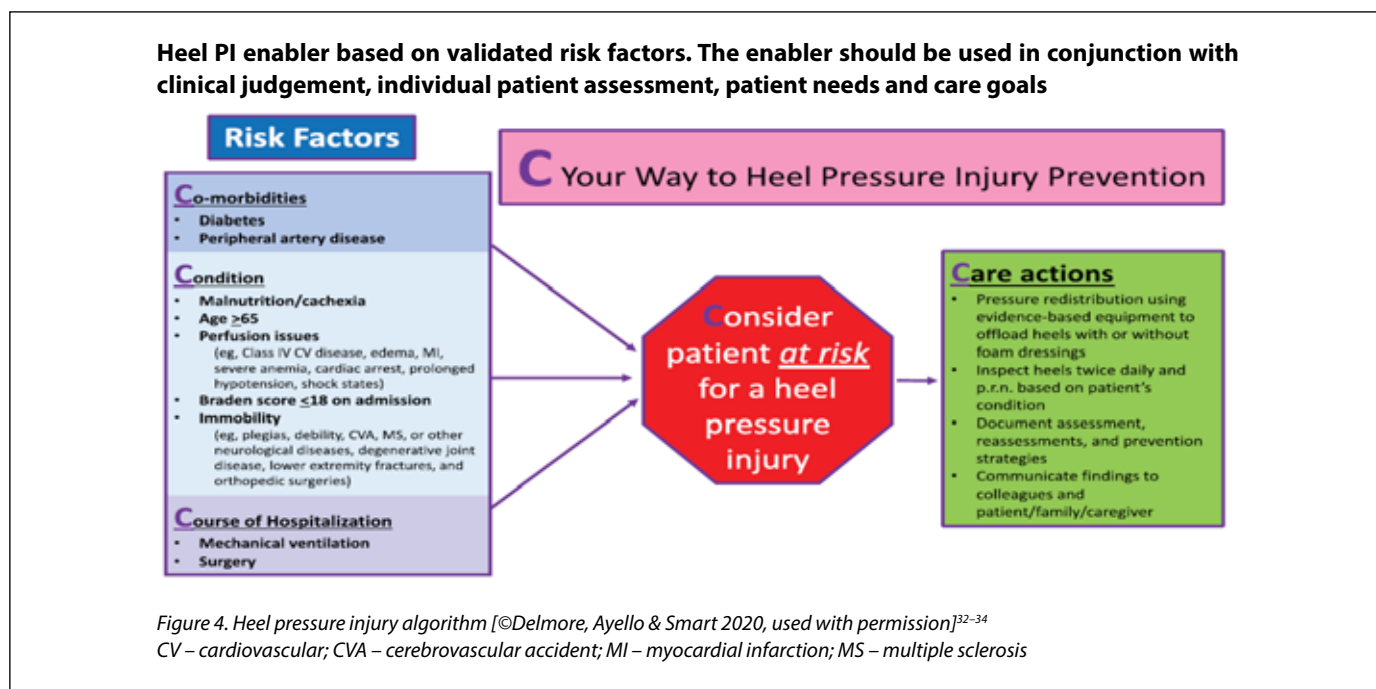 Heel PI enabler based on validated risk factors. The enabler should be used in conjunction with
clinical judgement, individual patient assessment, patient needs and care goals
Risk Factors
C Your Way to Heel Pressure Injury Prevention
Co-morbidities
• Diabetes
• Peripheral artery disease
Condition
• Malnutrition/cachexia
• Age ≥65
• Perfusion issues
(eg, Class IV CV disease, edema, MI,
severe anemia, cardiac arrest, prolonged
hypotension, shock states)
• Braden score ≤18 on admission
• Immobility
(eg, plegias, debility, CVA, MS, or other
neurological diseases, degenerative joint
disease, lower extremity fractures, and
orthopedic surgeries)
Course of Hospitalization
• Mechanical ventilation
• Surgery
Consider
patient at risk
for a heel
pressure
injury
Care actions
• Pressure redistribution using
evidence-based equipment to
offload heels with or without
foam dressings
• Inspect heels twice daily and
p.r.n. based on patient's
condition
• Document assessment,
reassessments, and prevention
strategies
• Communicate findings to
colleagues and
patient/family/caregiver
Figure 4. Heel pressure injury algorithm [©Delmore, Ayello & Smart 2020, used with permission]32–34
CV – cardiovascular; CVA – cerebrovascular accident; MI – myocardial infarction; MS – multiple sclerosis